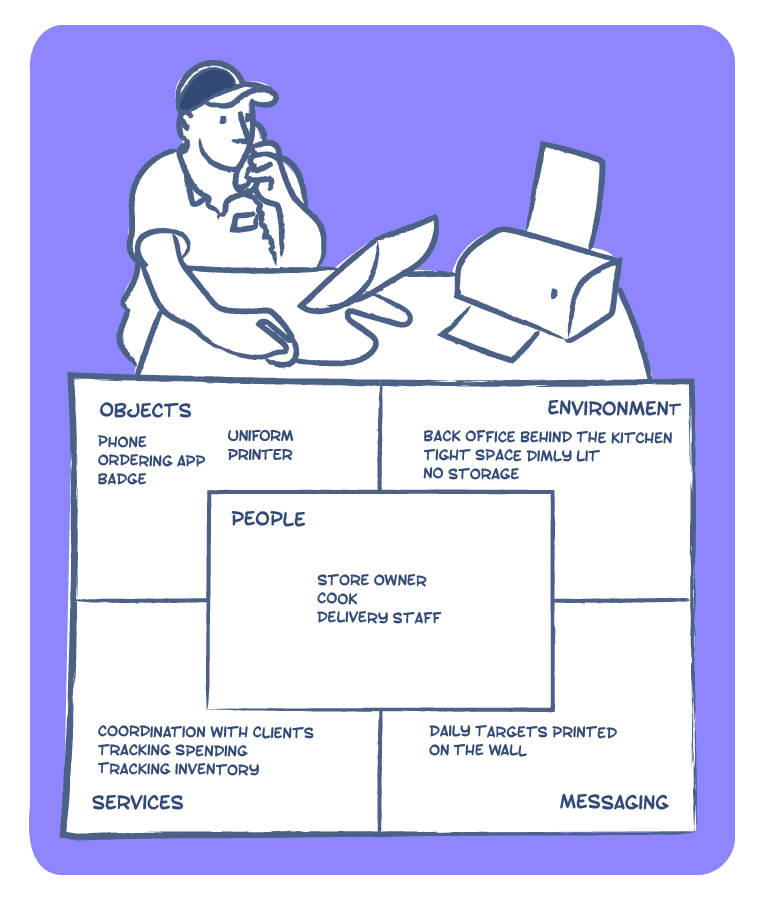 OBJECTS
PHONE
ORDERING APP
BADGE
UNIFORM
PRINTER
ENVIRONMENT
BACK OFFICE BEHIND THE KITCHEN
TIGHT SPACE DIMLY LIT
NO STORAGE
PEOPLE
STORE OWNER
COOK
DELIVERY STAFF
COORDINATION WITH CLIENTS
TRACKING SPENDING
TRACKING INVENTORY
SERVICES
DAILY TARGETS PRINTED
ON THE WALL
MESSAGING